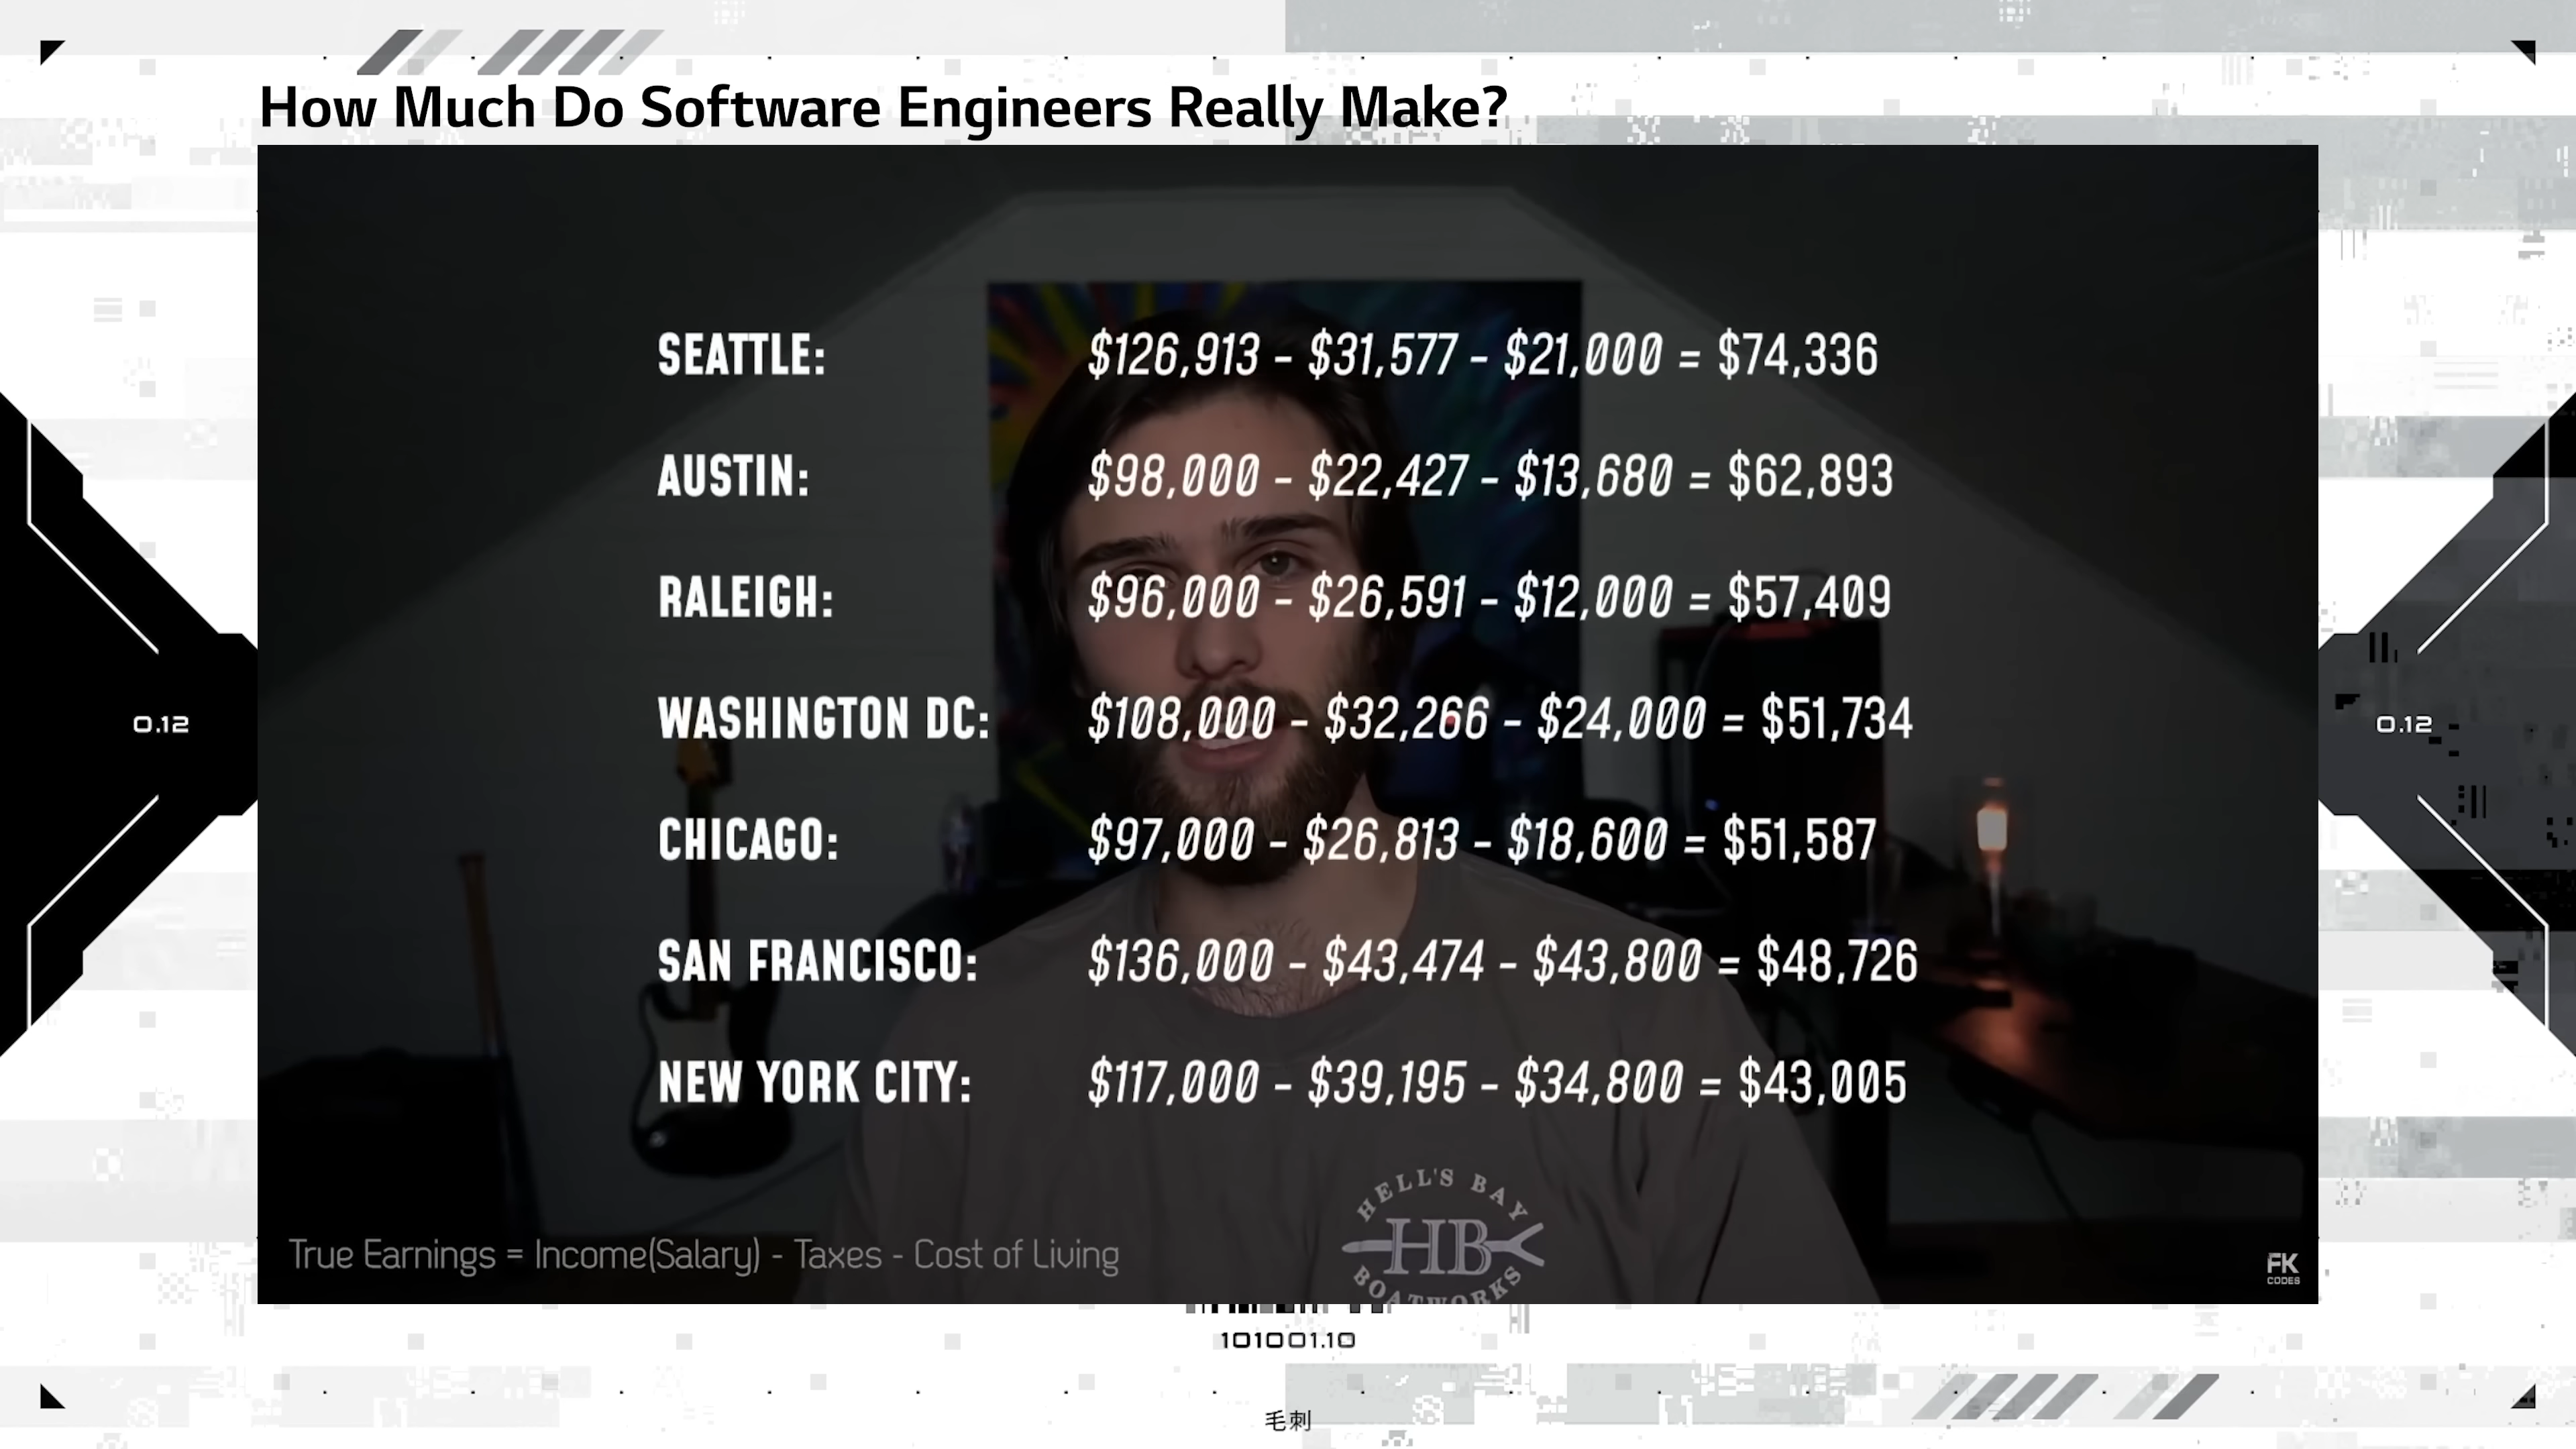 How Much Do Software Engineers Really Make?
SEATTLE: $126,913 - $31,577 - $21,000 = $74,336
AUSTIN: $98,000 - $22,427 - $13,680 = $62,893
RALEIGH: $96,000 - $26,591 - $12,000 = $57,409
WASHINGTON DC: $108,000 - $32,266 - $24,000 = $51,734
0.12
0.12
CHICAGO: $97,000 - $26,813 - $18,600 = $51,587
SAN FRANCISCO: $136,000 - $43,474 - $43,800 = $48,726
NEW YORK CITY: $117,000 - $39,195 - $34,800 = $43,005
HELL'S BAY
HB
BOATWORKS
True Earnings = Income(Salary) - Taxes - Cost of Living
FK
CODES
101001.10
毛刺